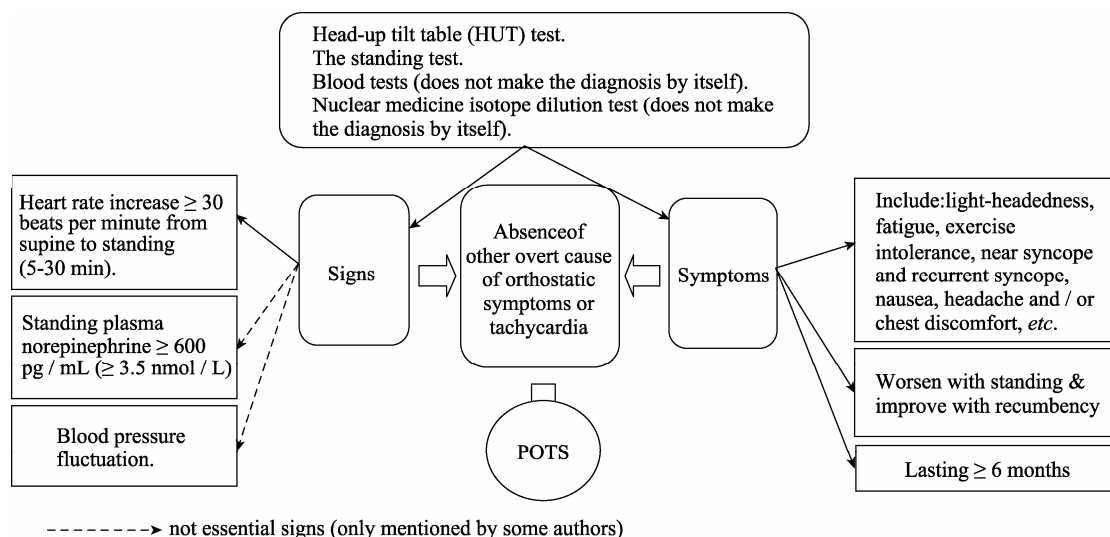 Head-up tilt table (HUT) test.
The standing test.
Blood tests (does not make the diagnosis by itself).
Nuclear medicine isotope dilution test (does not make
the diagnosis by itself).
Heart rate increase ≥ 30
beats per minute from
supine to standing
(5-30 min).
Standing plasma
norepinephrine ≥ 600
pg / mL (≥ 3.5 nmol / L)
Blood pressure
fluctuation.
Signs
Absenceof
other overt cause
of orthostatic
symptoms or
tachycardia
Symptoms
Include:light-headedness,
fatigue, exercise
intolerance, near syncope
and recurrent syncope,
nausea, headache and / or
chest discomfort, etc.
Worsen with standing &
improve with recumbency
Lasting ≥ 6 months
POTS
not essential signs (only mentioned by some authors)